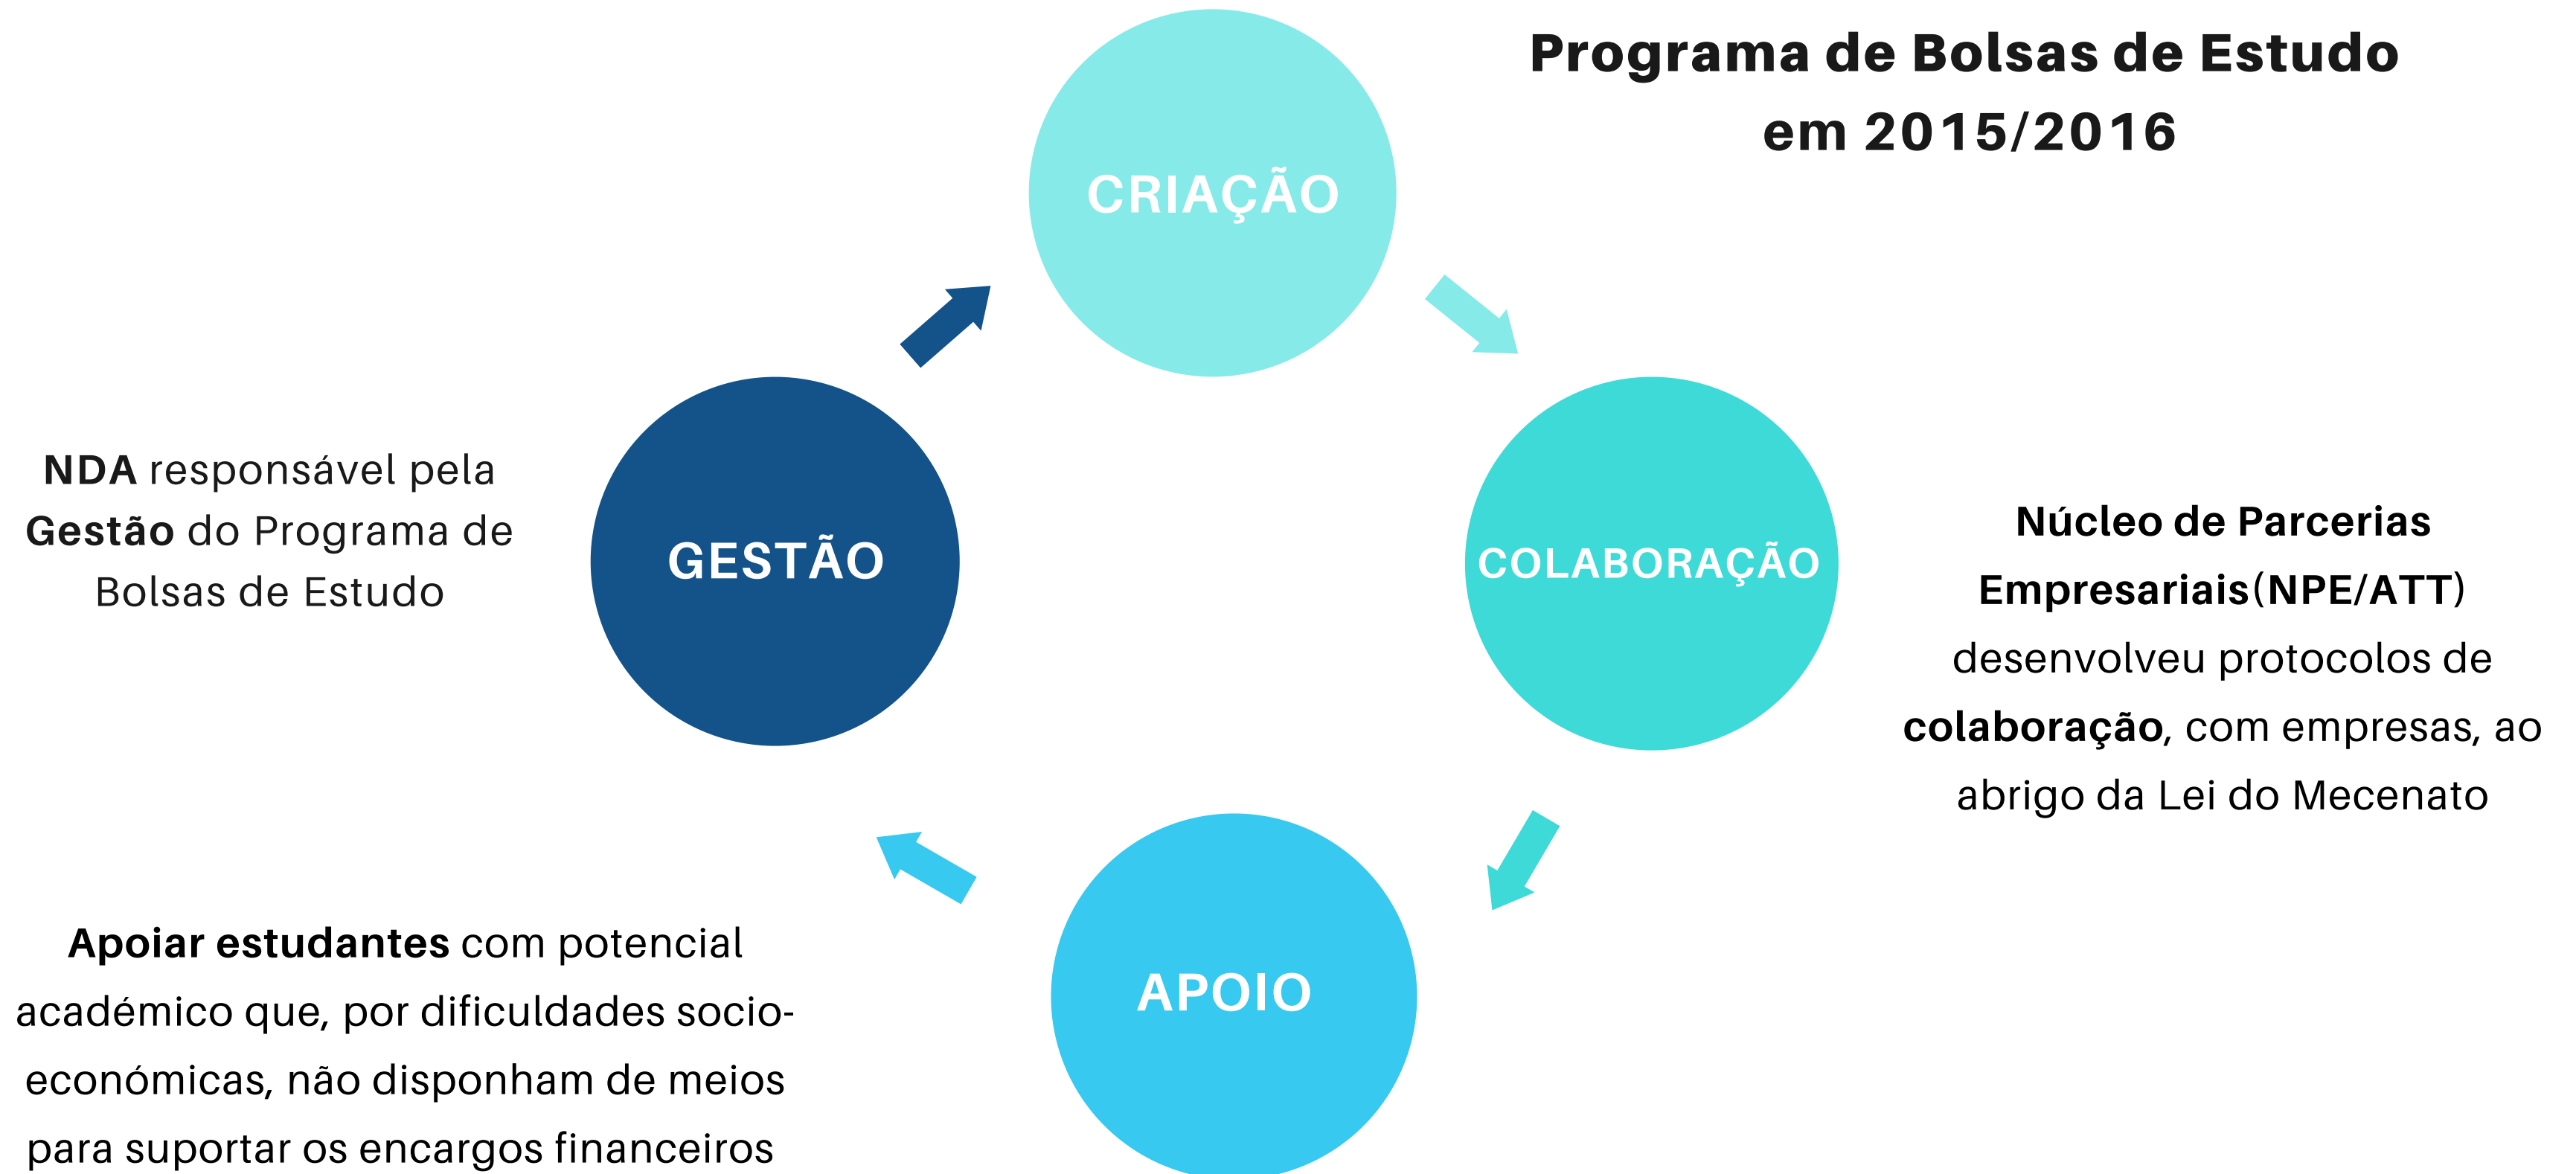 Programa de Bolsas de Estudo
em 2015/2016
CRIAÇÃO
COLABORAÇÃO
Núcleo de Parcerias
Empresariais(NPE/ATT)
desenvolveu protocolos de
colaboração, com empresas, ao
abrigo da Lei do Mecenato
APOIO
Apoiar estudantes com potencial
académico que, por dificuldades socio-
económicas, não disponham de meios
para suportar os encargos financeiros
GESTÃO
NDA responsável pela
Gestão do Programa de
Bolsas de Estudo